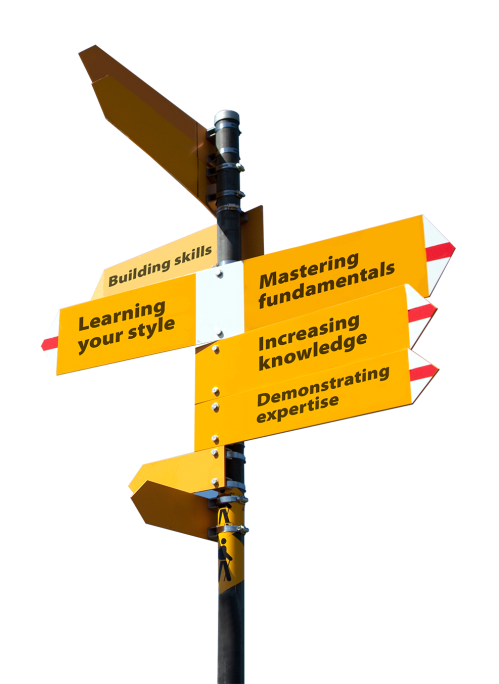 Building skills
Learning
your style
Mastering
fundamentals
Increasing
knowledge
Demonstrating
expertise